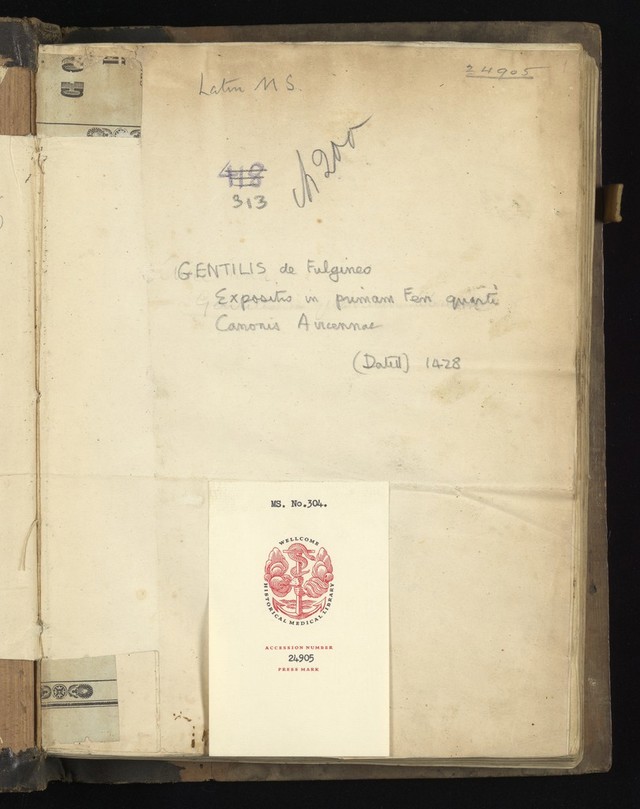 24905
Latin MS.
418
313
GENTILIS de Fulgineo
Expositio in primam Fen quarti
Canonis Avicennae
(Dated) 1428
MS. No.304.
WELLCOME
HISTORICAL MEDICAL LIBRARY
ACCESSION NUMBER
24905
PRESS MARK